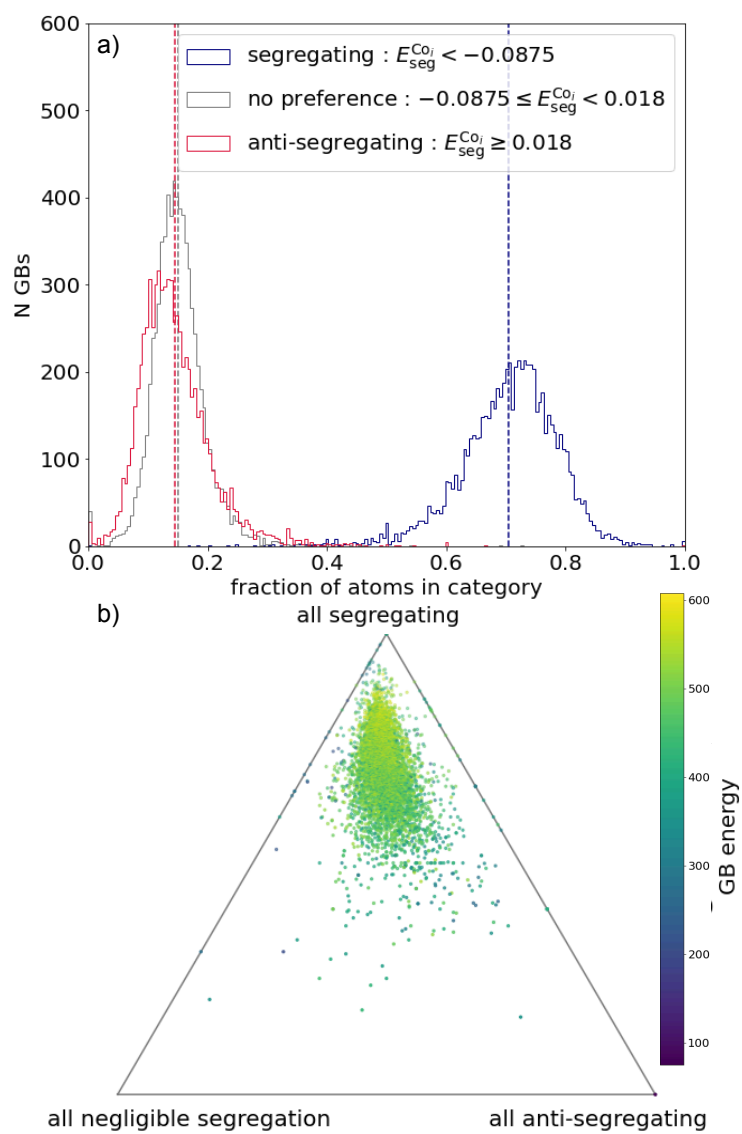 a)
600
500
400
300
200
100
0
N GBs
segregating : E_seg^{Co_i} < −0.0875
no preference : −0.0875 ≤ E_seg^{Co_i} < 0.018
anti-segregating : E_seg^{Co_i} ≥ 0.018
0.0 0.2 0.4 0.6 0.8 1.0
fraction of atoms in category
b)
all segregating
600
500
400
300
200
100
GB energy
all negligible segregation all anti-segregating